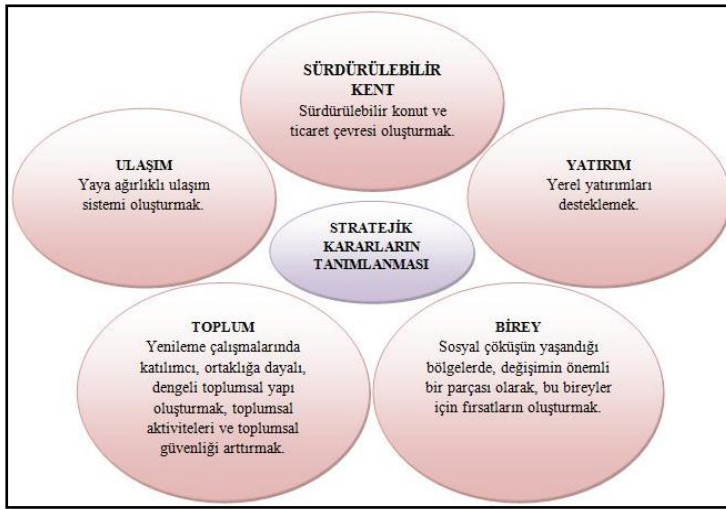 SÜRDÜRÜLEBİLİR
KENT
Sürdürülebilir konut ve
ticaret çevresi oluşturmak.
ULAŞIM
Yaya ağırlıklı ulaşım
sistemi oluşturmak.
YATIRIM
Yerel yatırımları
desteklemek.
STRATEJİK
KARARLARIN
TANIMLANMASI
TOPLUM
Yenileme çalışmalarında
katılımcı, ortaklığa dayalı,
dengeli toplumsal yapı
oluşturmak, toplumsal
aktiviteleri ve toplumsal
güvenliği arttırmak.
BİREY
Sosyal çöküşün yaşandığı
bölgelerde, değişimin önemli
bir parçası olarak, bu bireyler
için fırsatların oluşturmak.